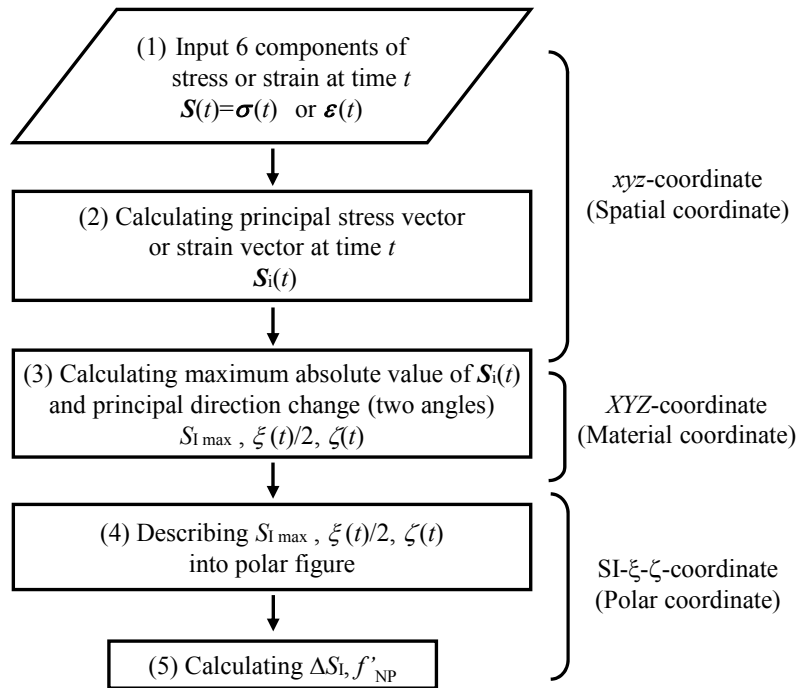 (1) Input 6 components of
stress or strain at time t
S(t)=σ(t) or ε(t)
(2) Calculating principal stress vector
or strain vector at time t
Si(t)
xyz-coordinate
(Spatial coordinate)
(3) Calculating maximum absolute value of Si(t)
and principal direction change (two angles)
SI max , ξ(t)/2, ζ(t)
XYZ-coordinate
(Material coordinate)
(4) Describing SI max , ξ(t)/2, ζ(t)
into polar figure
(5) Calculating ΔSI, f’NP
SI-ξ-ζ-coordinate
(Polar coordinate)